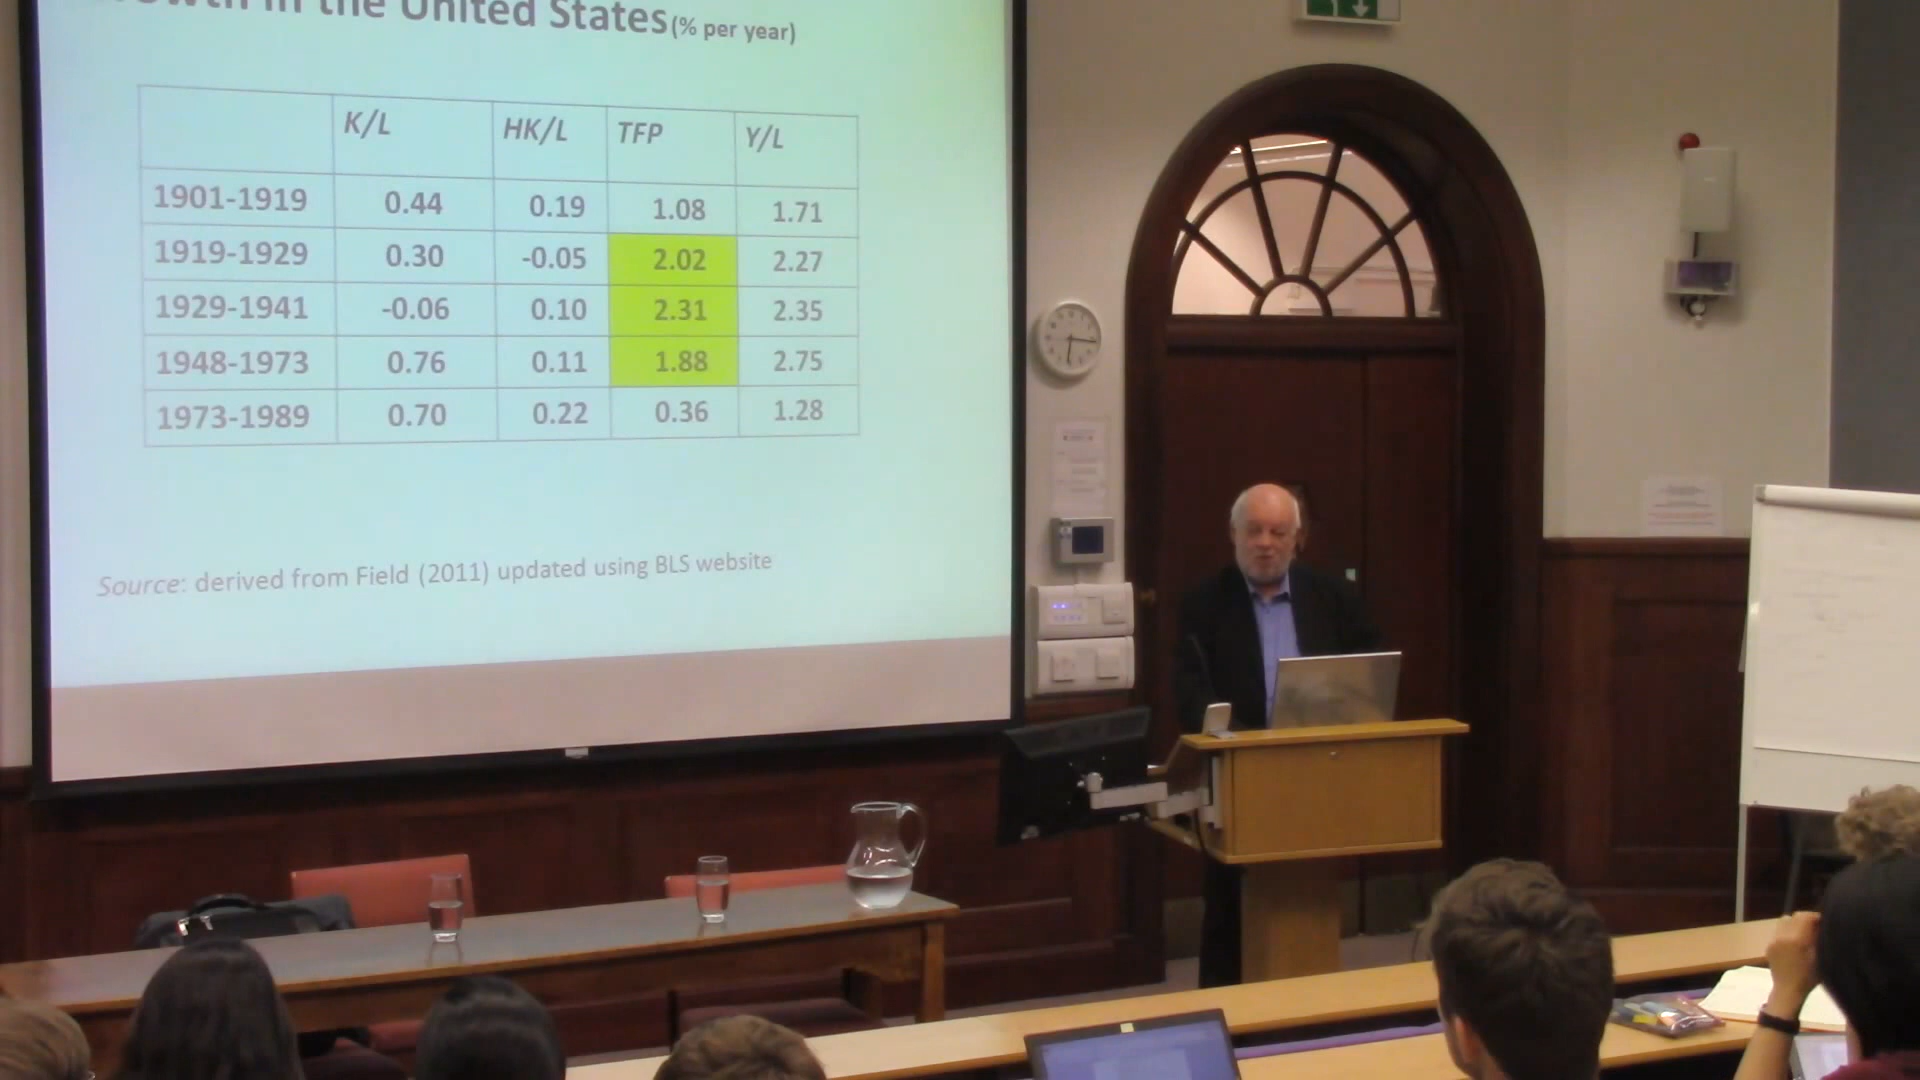 in the United States (% per year)
K/L HK/L TFP Y/L
1901-1919 0.44 0.19 1.08 1.71
1919-1929 0.30 -0.05 2.02 2.27
1929-1941 -0.06 0.10 2.31 2.35
1948-1973 0.76 0.11 1.88 2.75
1973-1989 0.70 0.22 0.36 1.28
Source: derived from Field (2011) updated using BLS website